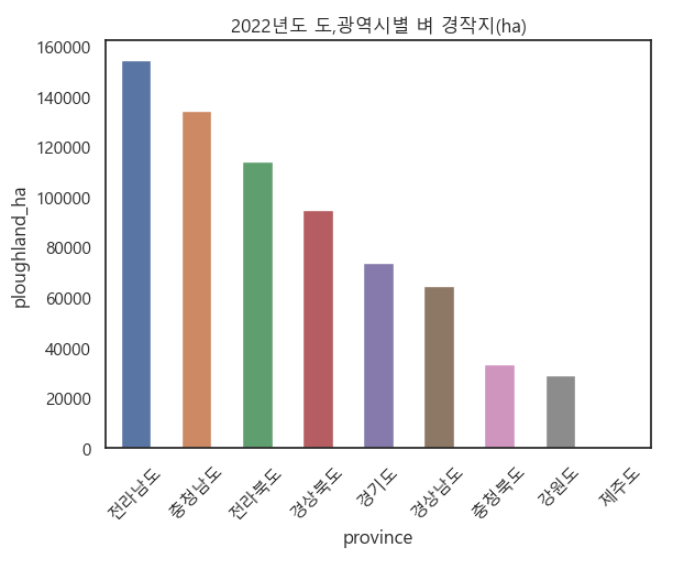 2022년도 도,광역시별 벼 경작지(ha)
160000
140000
120000
100000
80000
60000
40000
20000
0
ploughland_ha
전라남도
충청남도
전라북도
경상북도
경기도
경상남도
충청북도
강원도
제주도
province